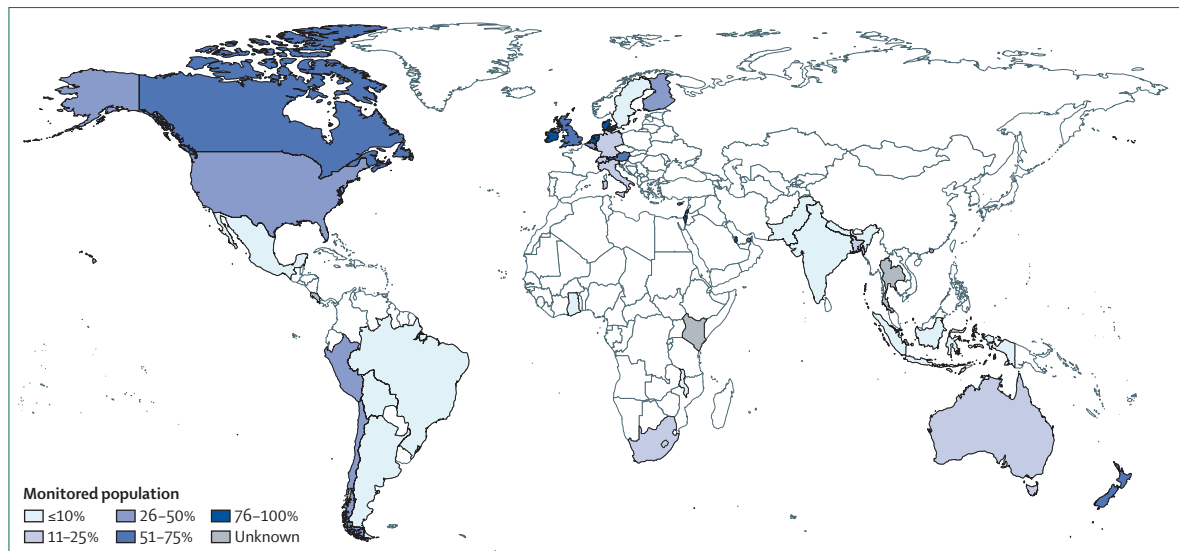 Monitored population
≤10% 26–50% 76–100%
11–25% 51–75% Unknown